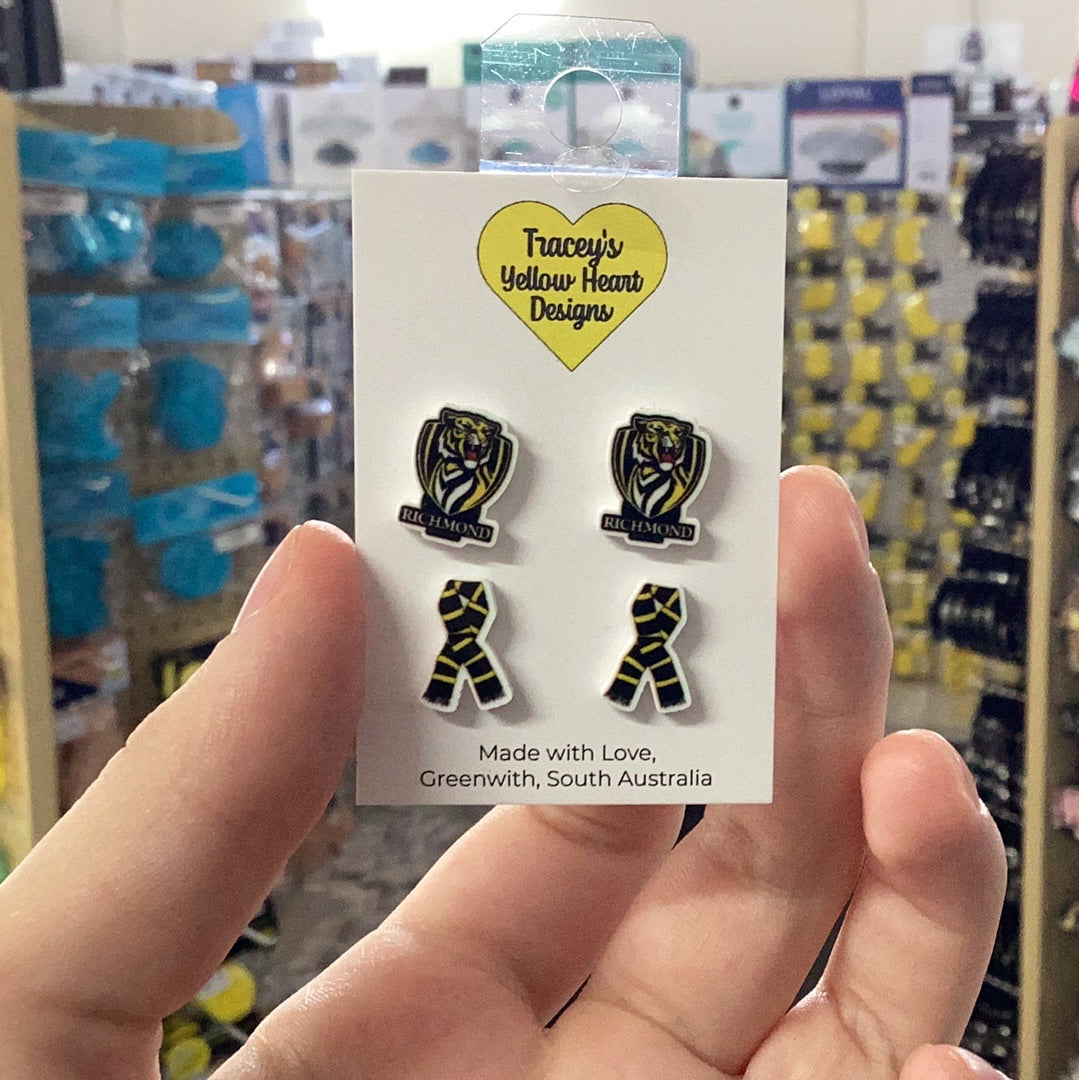 Tracey's
Yellow Heart
Designs
RICHMOND
RICHMOND
Made with Love,
Greenwith, South Australia